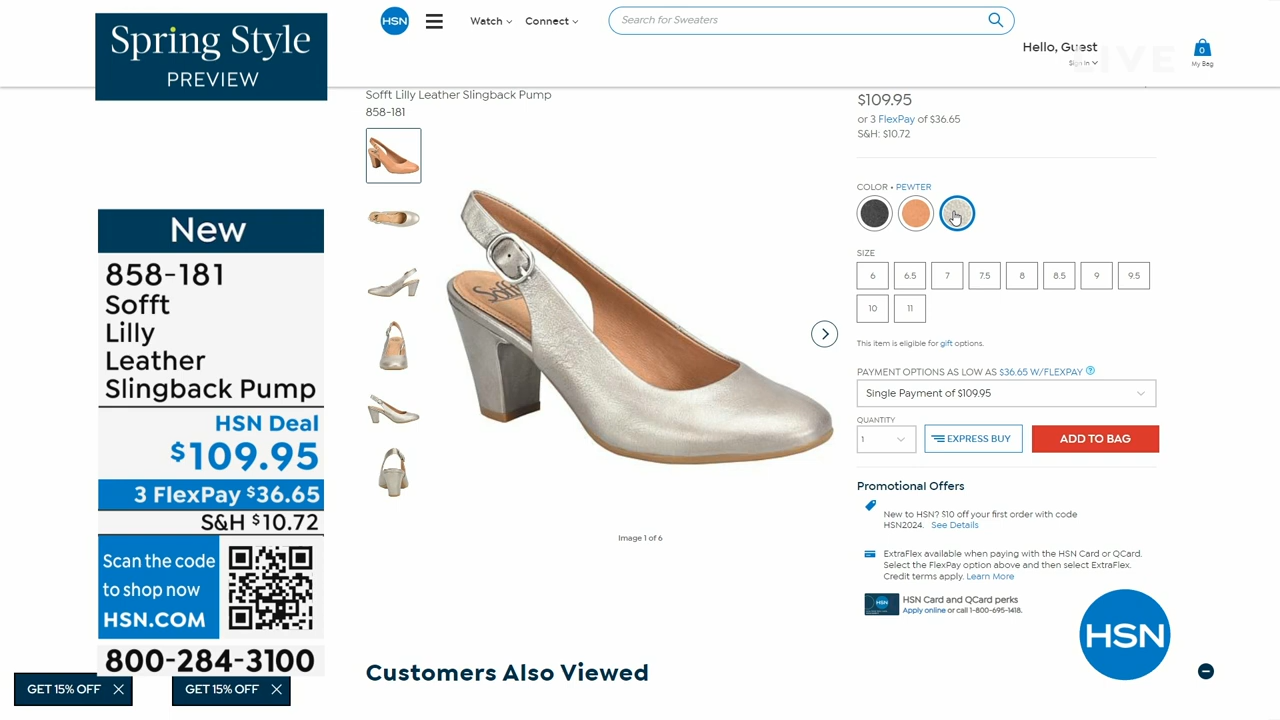 Spring Style
PREVIEW
HSN
Watch
Connect
Search for Sweaters
Hello, Guest
Sign In
LIVE
0
My Bag
New
858-181
Sofft
Lilly
Leather
Slingback Pump
HSN Deal
$109.95
3 FlexPay $36.65
S&H $10.72
Scan the code
to shop now
HSN.COM
800-284-3100
GET 15% OFF
GET 15% OFF
Sofft Lilly Leather Slingback Pump
858-181
Sofft
Image 1 of 6
$109.95
or 3 FlexPay of $36.65
S&H: $10.72
COLOR • PEWTER
SIZE
6 6.5 7 7.5 8 8.5 9 9.5
10 11
This item is eligible for gift options.
PAYMENT OPTIONS AS LOW AS $36.65 W/FLEXPAY ?
Single Payment of $109.95
QUANTITY
1
EXPRESS BUY
ADD TO BAG
Promotional Offers
New to HSN? $10 off your first order with code
HSN2024. See Details
ExtraFlex available when paying with the HSN Card or QCard.
Select the FlexPay option above and then select ExtraFlex.
Credit terms apply. Learn More
HSN
HSN Card and QCard perks
Apply online or call 1-800-695-1418.
HSN
Customers Also Viewed